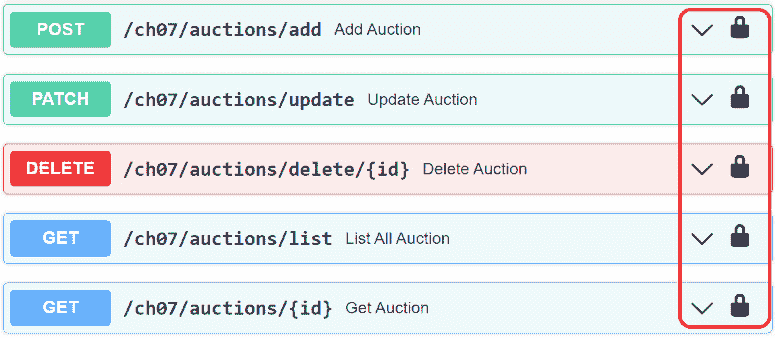 POST /ch07/auctions/add Add Auction
PATCH /ch07/auctions/update Update Auction
DELETE /ch07/auctions/delete/{id} Delete Auction
GET /ch07/auctions/list List All Auction
GET /ch07/auctions/{id} Get Auction